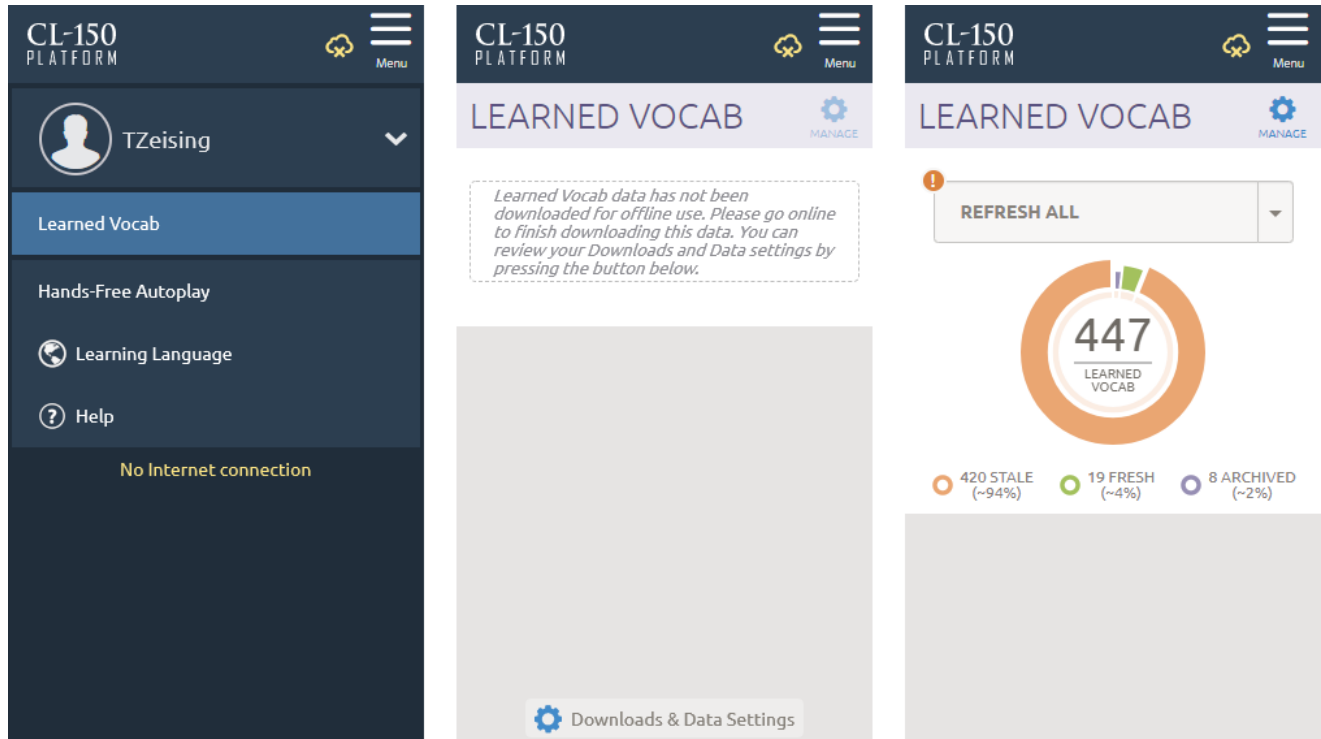 CL-150
PLATFORM
Menu
TZeising
Learned Vocab
Hands-Free Autoplay
Learning Language
? Help
No Internet connection
CL-150
PLATFORM
Menu
LEARNED VOCAB
MANAGE
Learned Vocab data has not been
downloaded for offline use. Please go online
to finish downloading this data. You can
review your Downloads and Data settings by
pressing the button below.
Downloads & Data Settings
CL-150
PLATFORM
Menu
LEARNED VOCAB
MANAGE
!
REFRESH ALL
447
LEARNED
VOCAB
420 STALE
(~94%)
19 FRESH
(~4%)
8 ARCHIVED
(~2%)